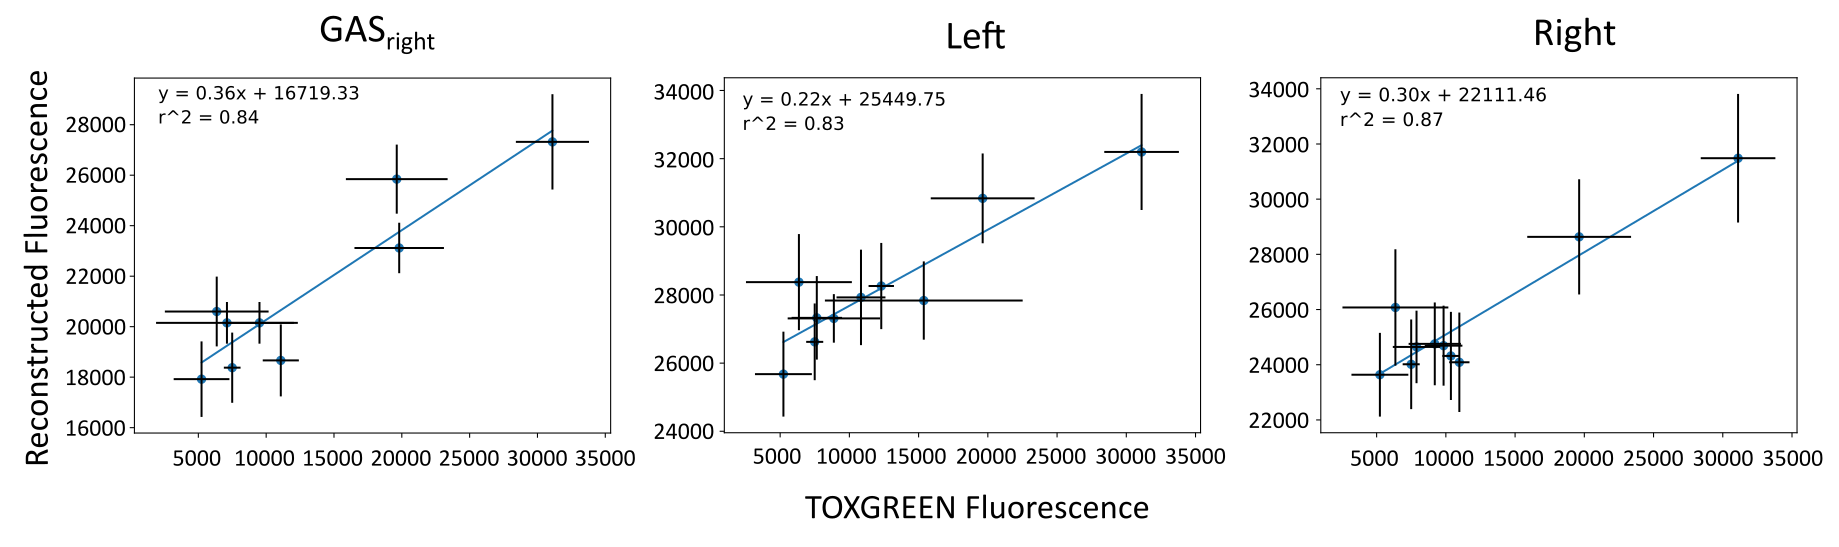 GASright
Left
Right
Reconstructed Fluorescence
y = 0.36x + 16719.33
r^2 = 0.84
28000
26000
24000
22000
20000
18000
16000
5000 10000 15000 20000 25000 30000 35000
y = 0.22x + 25449.75
r^2 = 0.83
34000
32000
30000
28000
26000
24000
5000 10000 15000 20000 25000 30000 35000
y = 0.30x + 22111.46
r^2 = 0.87
34000
32000
30000
28000
26000
24000
22000
5000 10000 15000 20000 25000 30000 35000
TOXGREEN Fluorescence